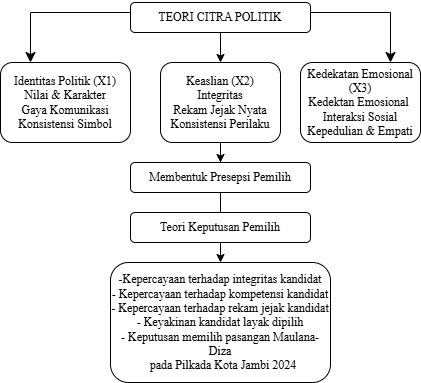 TEORI CITRA POLITIK
Identitas Politik (X1)
Nilai & Karakter
Gaya Komunikasi
Konsistensi Simbol
Keaslian (X2)
Integritas
Rekam Jejak Nyata
Konsistensi Perilaku
Kedekatan Emosional
(X3)
Kedektan Emosional
Interaksi Sosial
Kepedulian & Empati
Membentuk Presepsi Pemilih
Teori Keputusan Pemilih
-Kepercayaan terhadap integritas kandidat
- Kepercayaan terhadap kompetensi kandidat
- Kepercayaan terhadap rekam jejak kandidat
- Keyakinan kandidat layak dipilih
- Keputusan memilih pasangan Maulana-
Diza
pada Pilkada Kota Jambi 2024